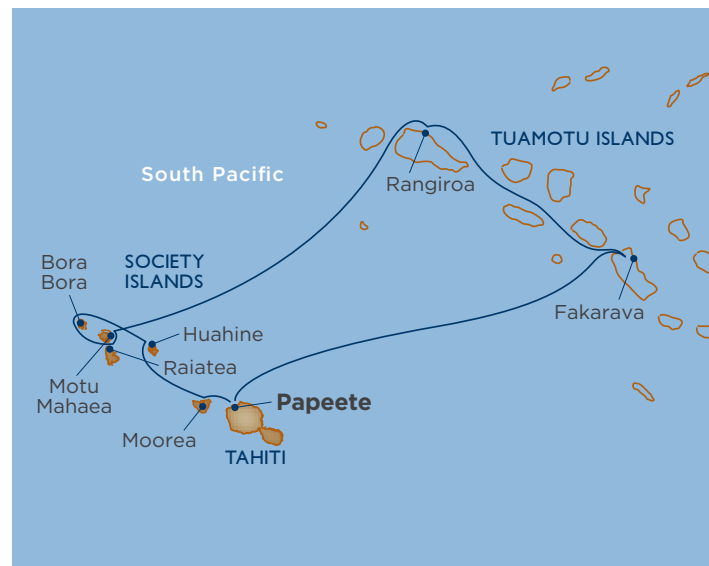 TUAMOTU ISLANDS
South Pacific
Rangiroa
Bora
Bora
SOCIETY
ISLANDS
Fakarava
Huahine
Raiatea
Motu
Mahaea
Papeete
Moorea
TAHITI